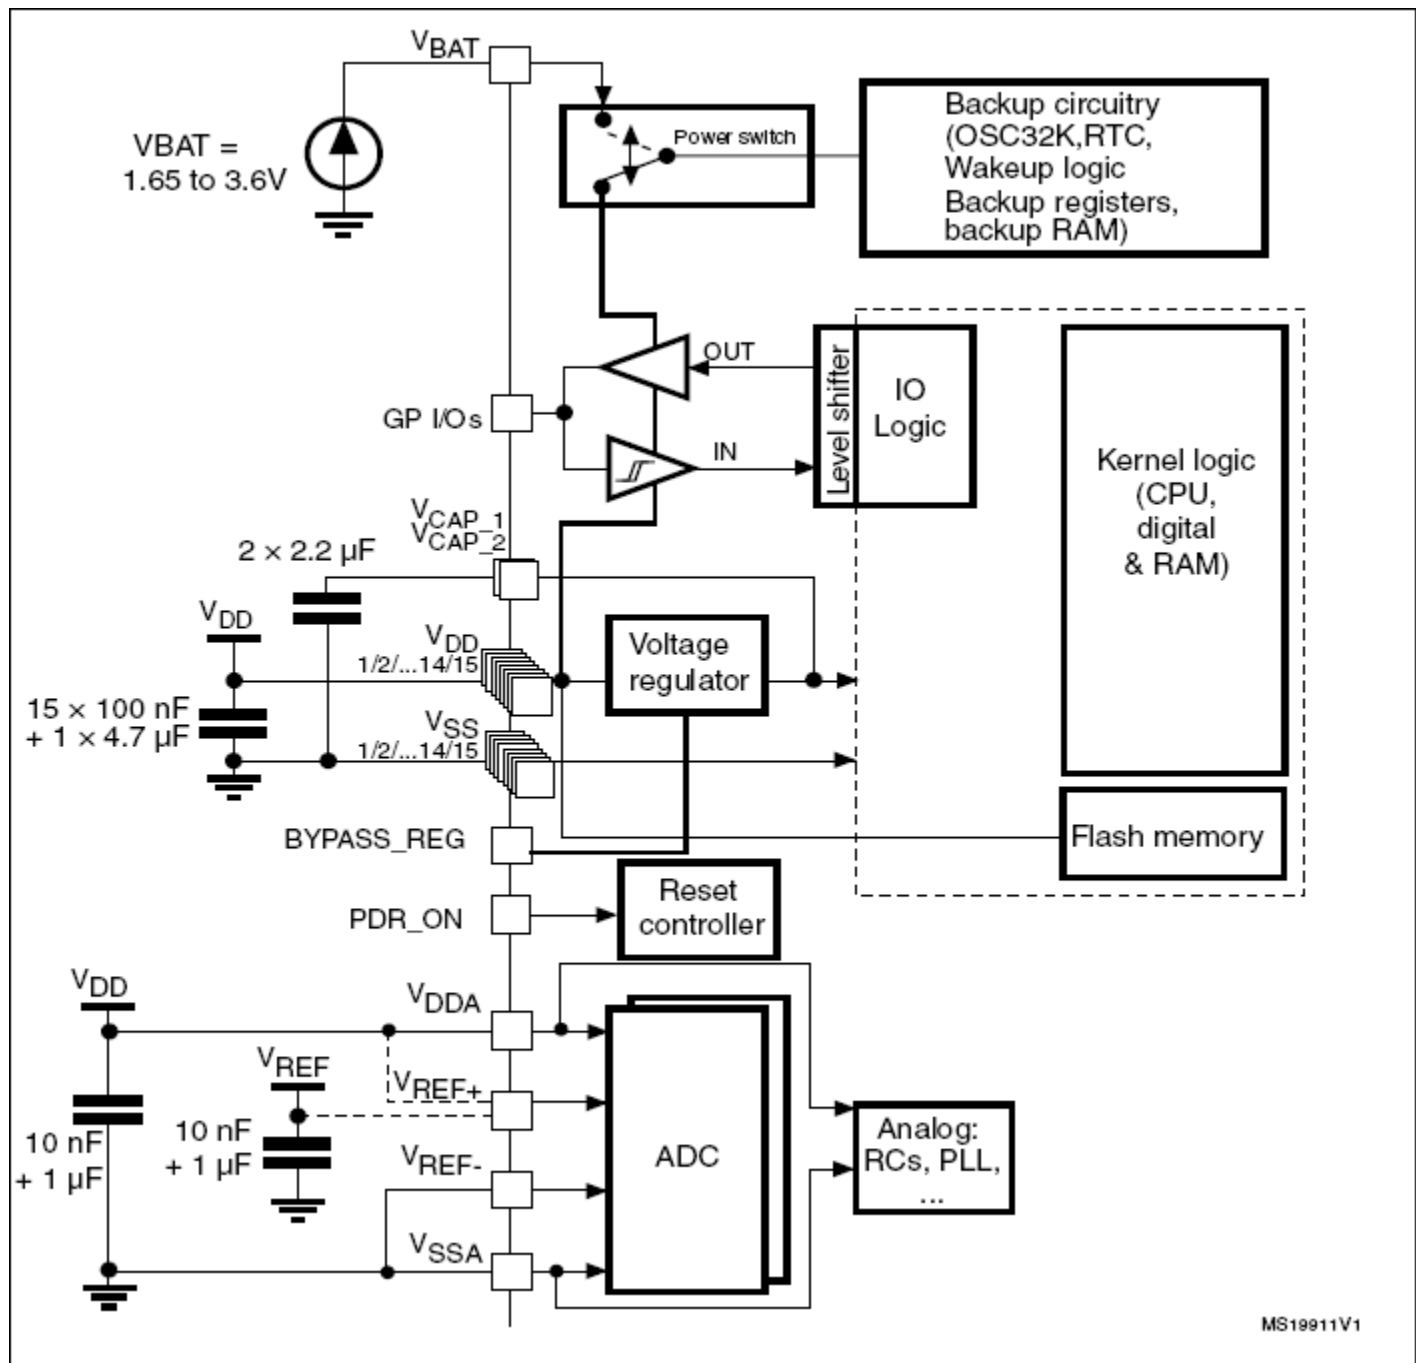 VBAT
VBAT =
1.65 to 3.6V
Power switch
Backup circuitry
(OSC32K,RTC,
Wakeup logic
Backup registers,
backup RAM)
OUT
GP I/Os
IN
Level shifter
IO
Logic
Kernel logic
(CPU,
digital
& RAM)
VCAP_1
VCAP_2
2 × 2.2 µF
VDD
VDD
1/2/...14/15
Voltage
regulator
15 × 100 nF
+ 1 × 4.7 µF
VSS
1/2/...14/15
BYPASS_REG
Flash memory
PDR_ON
Reset
controller
VDD
VDDA
VREF
VREF+
10 nF
+ 1 µF
10 nF
+ 1 µF
VREF-
VSSA
ADC
Analog:
RCs, PLL,
...
MS19911V1